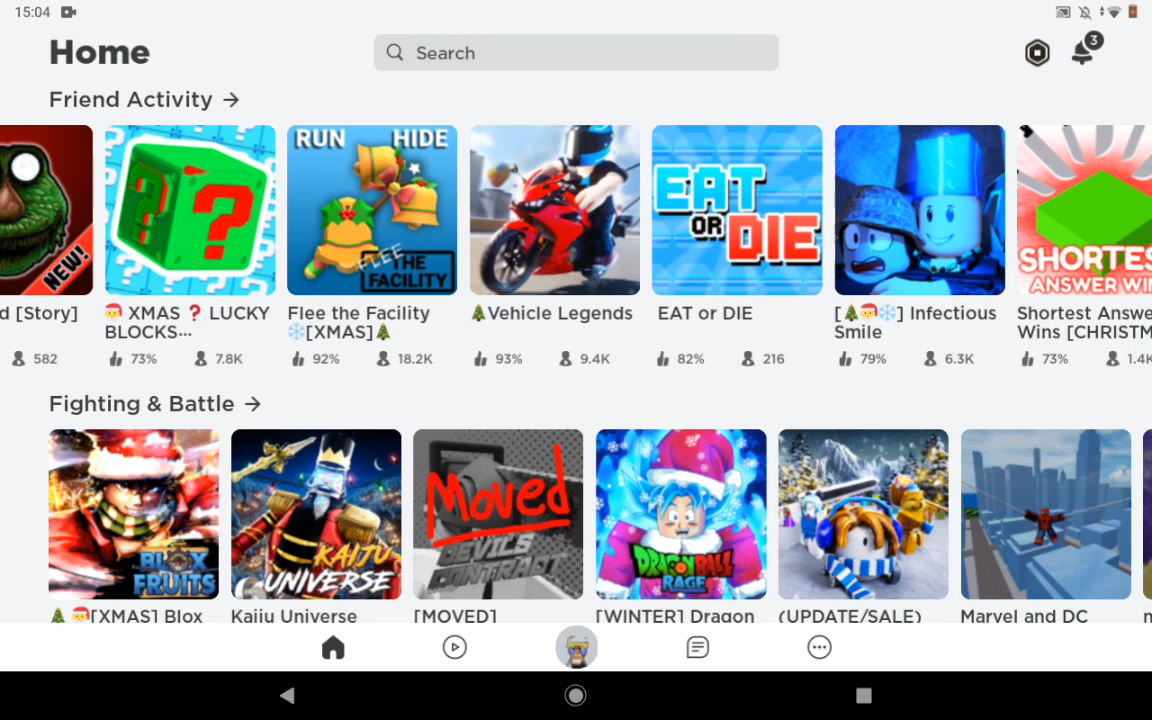 15:04
Home
Search
3
Friend Activity →
NEW!
RUN HIDE
FLEE
THE
FACILITY
EAT
OR
DIE
SHORTES
ANSWER WI
d [Story]
🎅 XMAS ❓ LUCKY
BLOCKS...
Flee the Facility
❄️[XMAS]🎄
🎄Vehicle Legends
EAT or DIE
[🎄🎅❄️] Infectious
Smile
Shortest Answe
Wins [CHRISTM
582
73% 7.8K
92% 18.2K
93% 9.4K
82% 216
79% 6.3K
73% 1.4K
Fighting & Battle →
BLOX
FRUITS
KAIJU
UNIVERSE
Moved
DEVILS
CONTRACT
DRAGON BALL
RAGE
🎄🎅[XMAS] Blox
Kaiju Universe
[MOVED]
[WINTER] Dragon
(UPDATE/SALE)
Marvel and DC